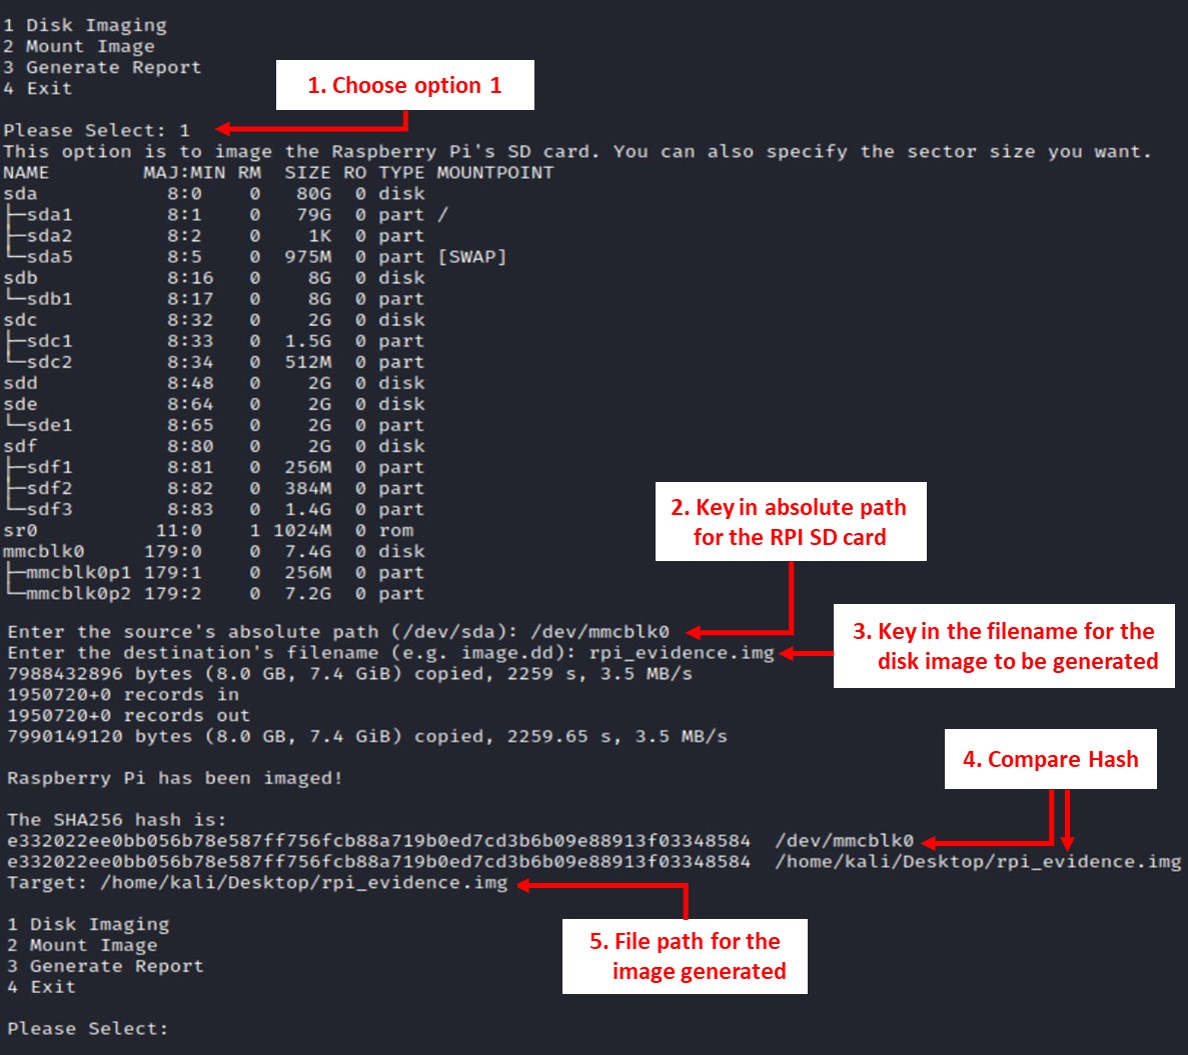 1 Disk Imaging
2 Mount Image
3 Generate Report
4 Exit
1. Choose option 1
Please Select: 1
This option is to image the Raspberry Pi's SD card. You can also specify the sector size you want.
NAME MAJ:MIN RM SIZE RO TYPE MOUNTPOINT
sda 8:0 0 80G 0 disk
├─sda1 8:1 0 79G 0 part /
├─sda2 8:2 0 1K 0 part
└─sda5 8:5 0 975M 0 part [SWAP]
sdb 8:16 0 8G 0 disk
└─sdb1 8:17 0 8G 0 part
sdc 8:32 0 2G 0 disk
├─sdc1 8:33 0 1.5G 0 part
└─sdc2 8:34 0 512M 0 part
sdd 8:48 0 2G 0 disk
sde 8:64 0 2G 0 disk
└─sde1 8:65 0 2G 0 part
sdf 8:80 0 2G 0 disk
├─sdf1 8:81 0 256M 0 part
├─sdf2 8:82 0 384M 0 part
└─sdf3 8:83 0 1.4G 0 part
sr0 11:0 1 1024M 0 rom
mmcblk0 179:0 0 7.4G 0 disk
├─mmcblk0p1 179:1 0 256M 0 part
└─mmcblk0p2 179:2 0 7.2G 0 part
2. Key in absolute path
for the RPI SD card
Enter the source's absolute path (/dev/sda): /dev/mmcblk0
Enter the destination's filename (e.g. image.dd): rpi_evidence.img
3. Key in the filename for the
disk image to be generated
7988432896 bytes (8.0 GB, 7.4 GiB) copied, 2259 s, 3.5 MB/s
1950720+0 records in
1950720+0 records out
7990149120 bytes (8.0 GB, 7.4 GiB) copied, 2259.65 s, 3.5 MB/s
4. Compare Hash
Raspberry Pi has been imaged!
The SHA256 hash is:
e332022ee0bb056b78e587ff756fcb88a719b0ed7cd3b6b09e88913f03348584 /dev/mmcblk0
e332022ee0bb056b78e587ff756fcb88a719b0ed7cd3b6b09e88913f03348584 /home/kali/Desktop/rpi_evidence.img
Target: /home/kali/Desktop/rpi_evidence.img
5. File path for the
image generated
1 Disk Imaging
2 Mount Image
3 Generate Report
4 Exit
Please Select: